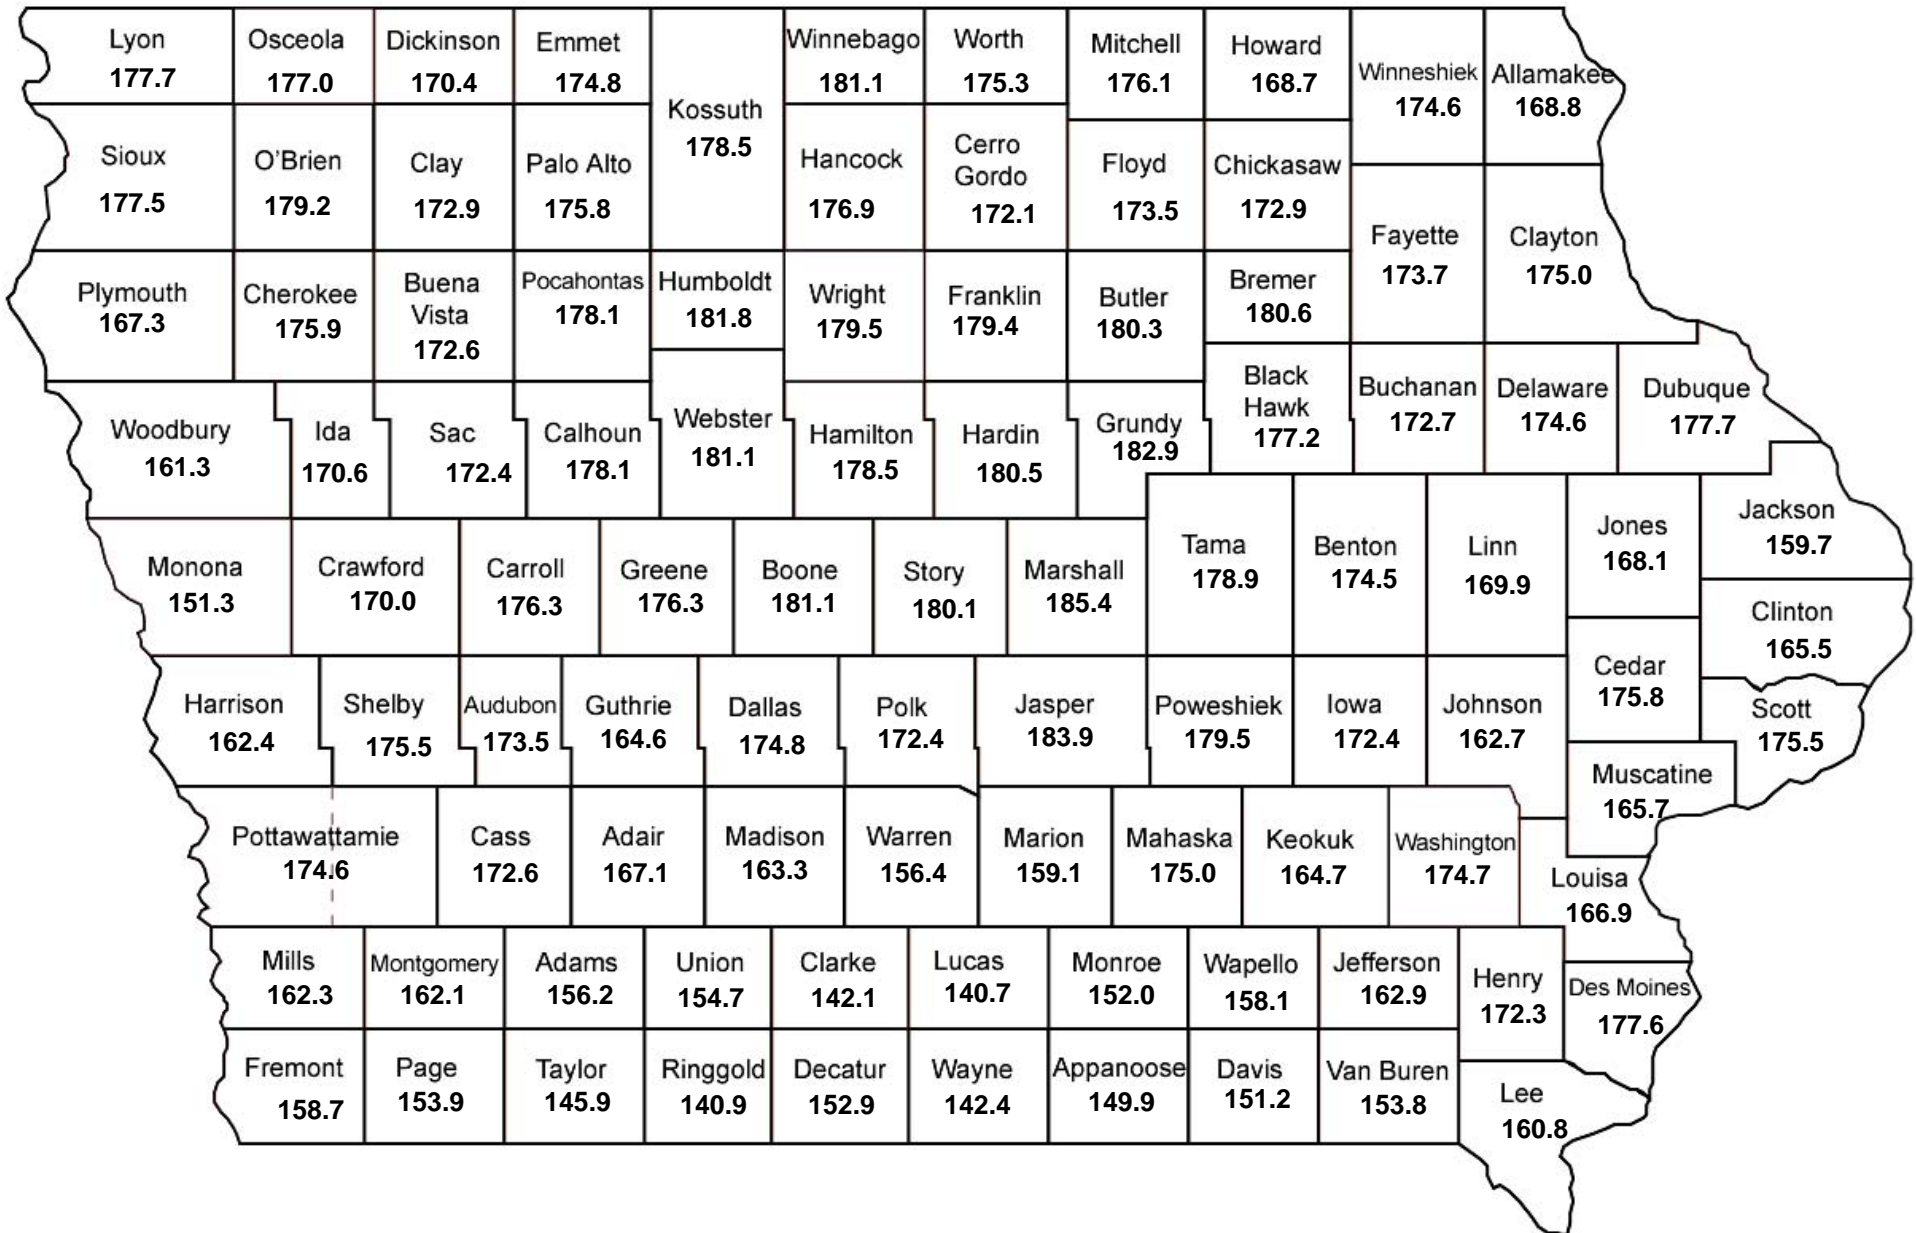 Lyon
177.7
Osceola
177.0
Dickinson
170.4
Emmet
174.8
Kossuth
178.5
Winnebago
181.1
Worth
175.3
Mitchell
176.1
Howard
168.7
Winneshiek
174.6
Allamakee
168.8
Sioux
177.5
O'Brien
179.2
Clay
172.9
Palo Alto
175.8
Hancock
176.9
Cerro
Gordo
172.1
Floyd
173.5
Chickasaw
172.9
Fayette
173.7
Clayton
175.0
Plymouth
167.3
Cherokee
175.9
Buena
Vista
172.6
Pocahontas
178.1
Humboldt
181.8
Wright
179.5
Franklin
179.4
Butler
180.3
Bremer
180.6
Woodbury
161.3
Ida
170.6
Sac
172.4
Calhoun
178.1
Webster
181.1
Hamilton
178.5
Hardin
180.5
Grundy
182.9
Black
Hawk
177.2
Buchanan
172.7
Delaware
174.6
Dubuque
177.7
Monona
151.3
Crawford
170.0
Carroll
176.3
Greene
176.3
Boone
181.1
Story
180.1
Marshall
185.4
Tama
178.9
Benton
174.5
Linn
169.9
Jones
168.1
Jackson
159.7
Clinton
165.5
Harrison
162.4
Shelby
175.5
Audubon
173.5
Guthrie
164.6
Dallas
174.8
Polk
172.4
Jasper
183.9
Poweshiek
179.5
Iowa
172.4
Johnson
162.7
Cedar
175.8
Scott
175.5
Muscatine
165.7
Pottawattamie
174.6
Cass
172.6
Adair
167.1
Madison
163.3
Warren
156.4
Marion
159.1
Mahaska
175.0
Keokuk
164.7
Washington
174.7
Louisa
166.9
Mills
162.3
Montgomery
162.1
Adams
156.2
Union
154.7
Clarke
142.1
Lucas
140.7
Monroe
152.0
Wapello
158.1
Jefferson
162.9
Henry
172.3
Des Moines
177.6
Fremont
158.7
Page
153.9
Taylor
145.9
Ringgold
140.9
Decatur
152.9
Wayne
142.4
Appanoose
149.9
Davis
151.2
Van Buren
153.8
Lee
160.8